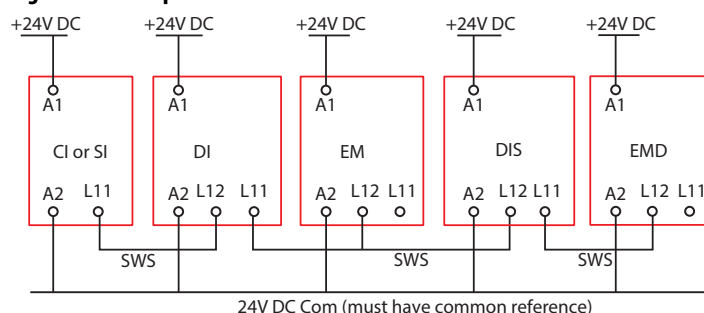 +24V DC +24V DC +24V DC +24V DC +24V DC
A1 A1 A1 A1 A1
CI or SI DI EM DIS EMD
A2 L11 A2 L12 L11 A2 L12 L11 A2 L12 L11 A2 L12 L11
SWS SWS SWS
24V DC Com (must have common reference)